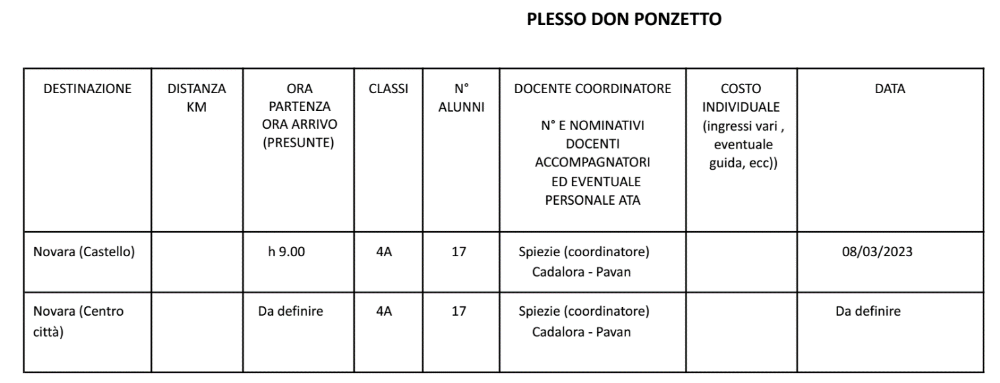 PLESSO DON PONZETTO
DESTINAZIONE
DISTANZA
KM
ORA
PARTENZA
ORA ARRIVO
(PRESUNTE)
CLASSI
N°
ALUNNI
DOCENTE COORDINATORE
N° E NOMINATIVI
DOCENTI
ACCOMPAGNATORI
ED EVENTUALE
PERSONALE ATA
COSTO
INDIVIDUALE
(ingressi vari ,
eventuale
guida, ecc))
DATA
Novara (Castello)
h 9.00
4A
17
Spiezie (coordinatore)
Cadalora - Pavan
08/03/2023
Novara (Centro
città)
Da definire
4A
17
Spiezie (coordinatore)
Cadalora - Pavan
Da definire